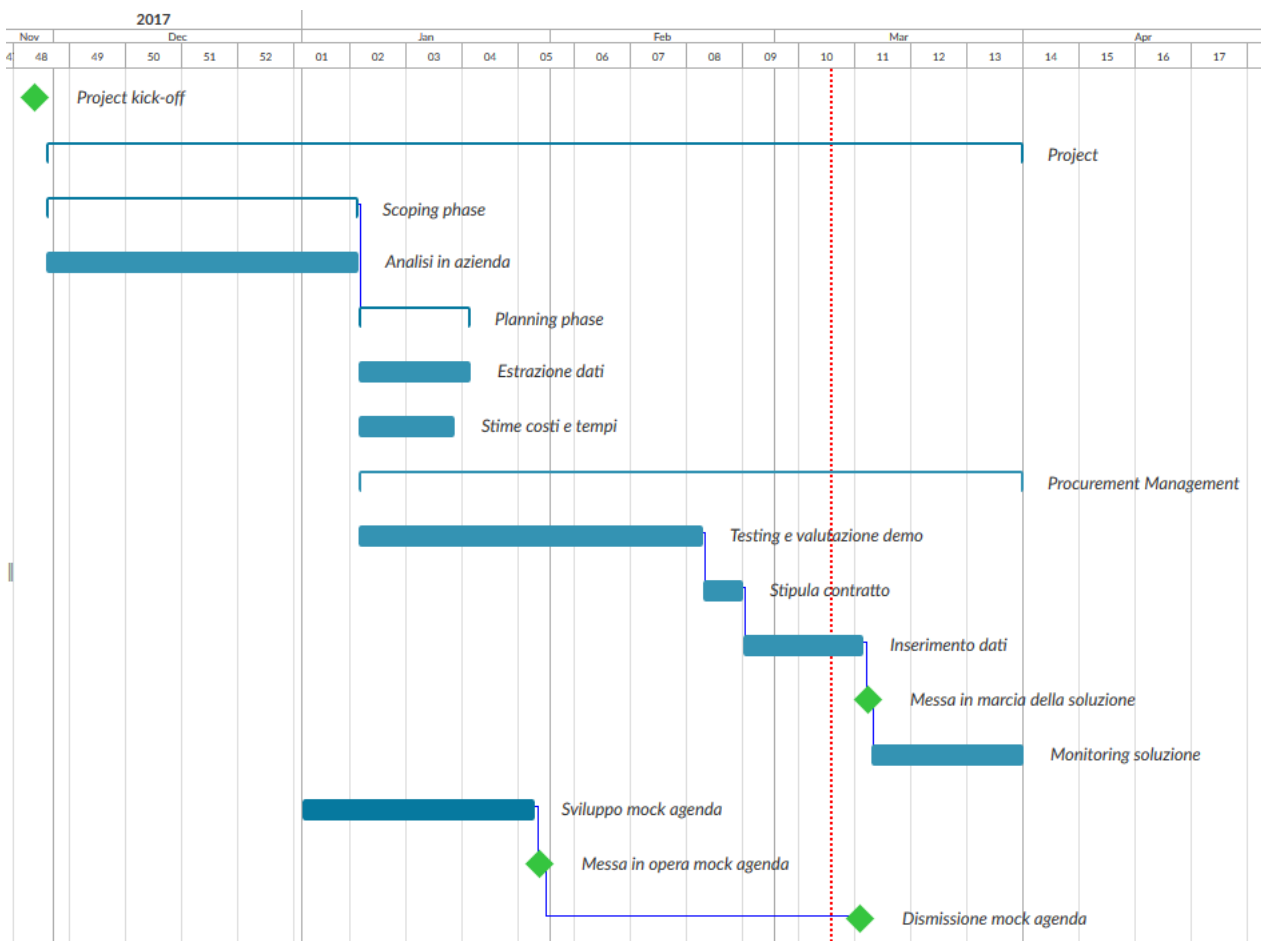 2017
Nov Dec Jan Feb Mar Apr
48 49 50 51 52 01 02 03 04 05 06 07 08 09 10 11 12 13 14 15 16 17
Project kick-off
Project
Scoping phase
Analisi in azienda
Planning phase
Estrazione dati
Stime costi e tempi
Procurement Management
Testing e valutazione demo
Stipula contratto
Inserimento dati
Messa in marcia della soluzione
Monitoring soluzione
Sviluppo mock agenda
Messa in opera mock agenda
Dismissione mock agenda